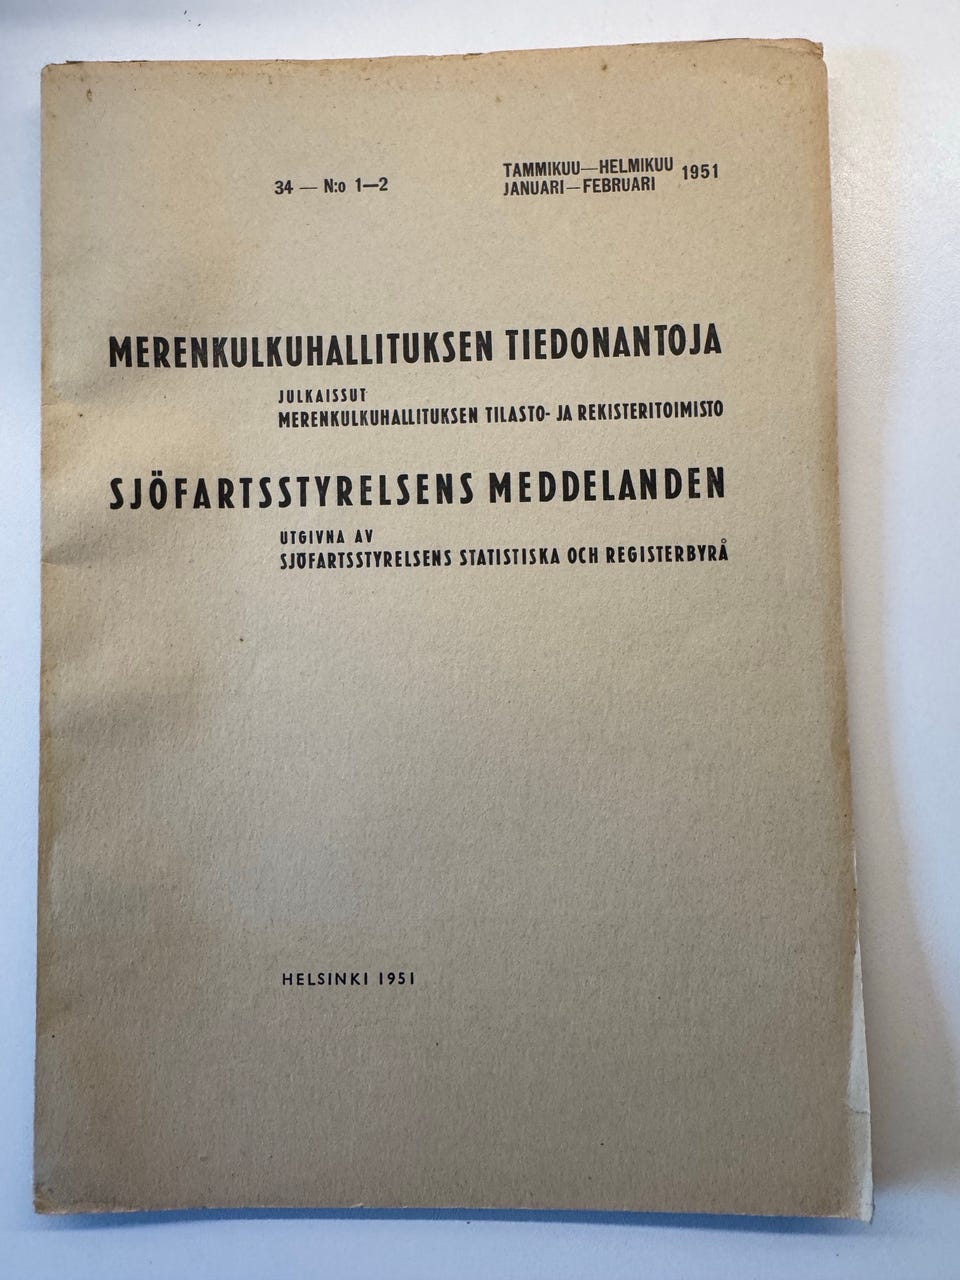 34 — N:o 1—2
TAMMIKUU—HELMIKUU 1951
JANUARI—FEBRUARI
MERENKULKUHALLITUKSEN TIEDONANTOJA
JULKAISSUT
MERENKULKUHALLITUKSEN TILASTO- JA REKISTERITOIMISTO
SJÖFARTSSTYRELSENS MEDDELANDEN
UTGIVNA AV
SJÖFARTSSTYRELSENS STATISTISKA OCH REGISTERBYRÅ
HELSINKI 1951